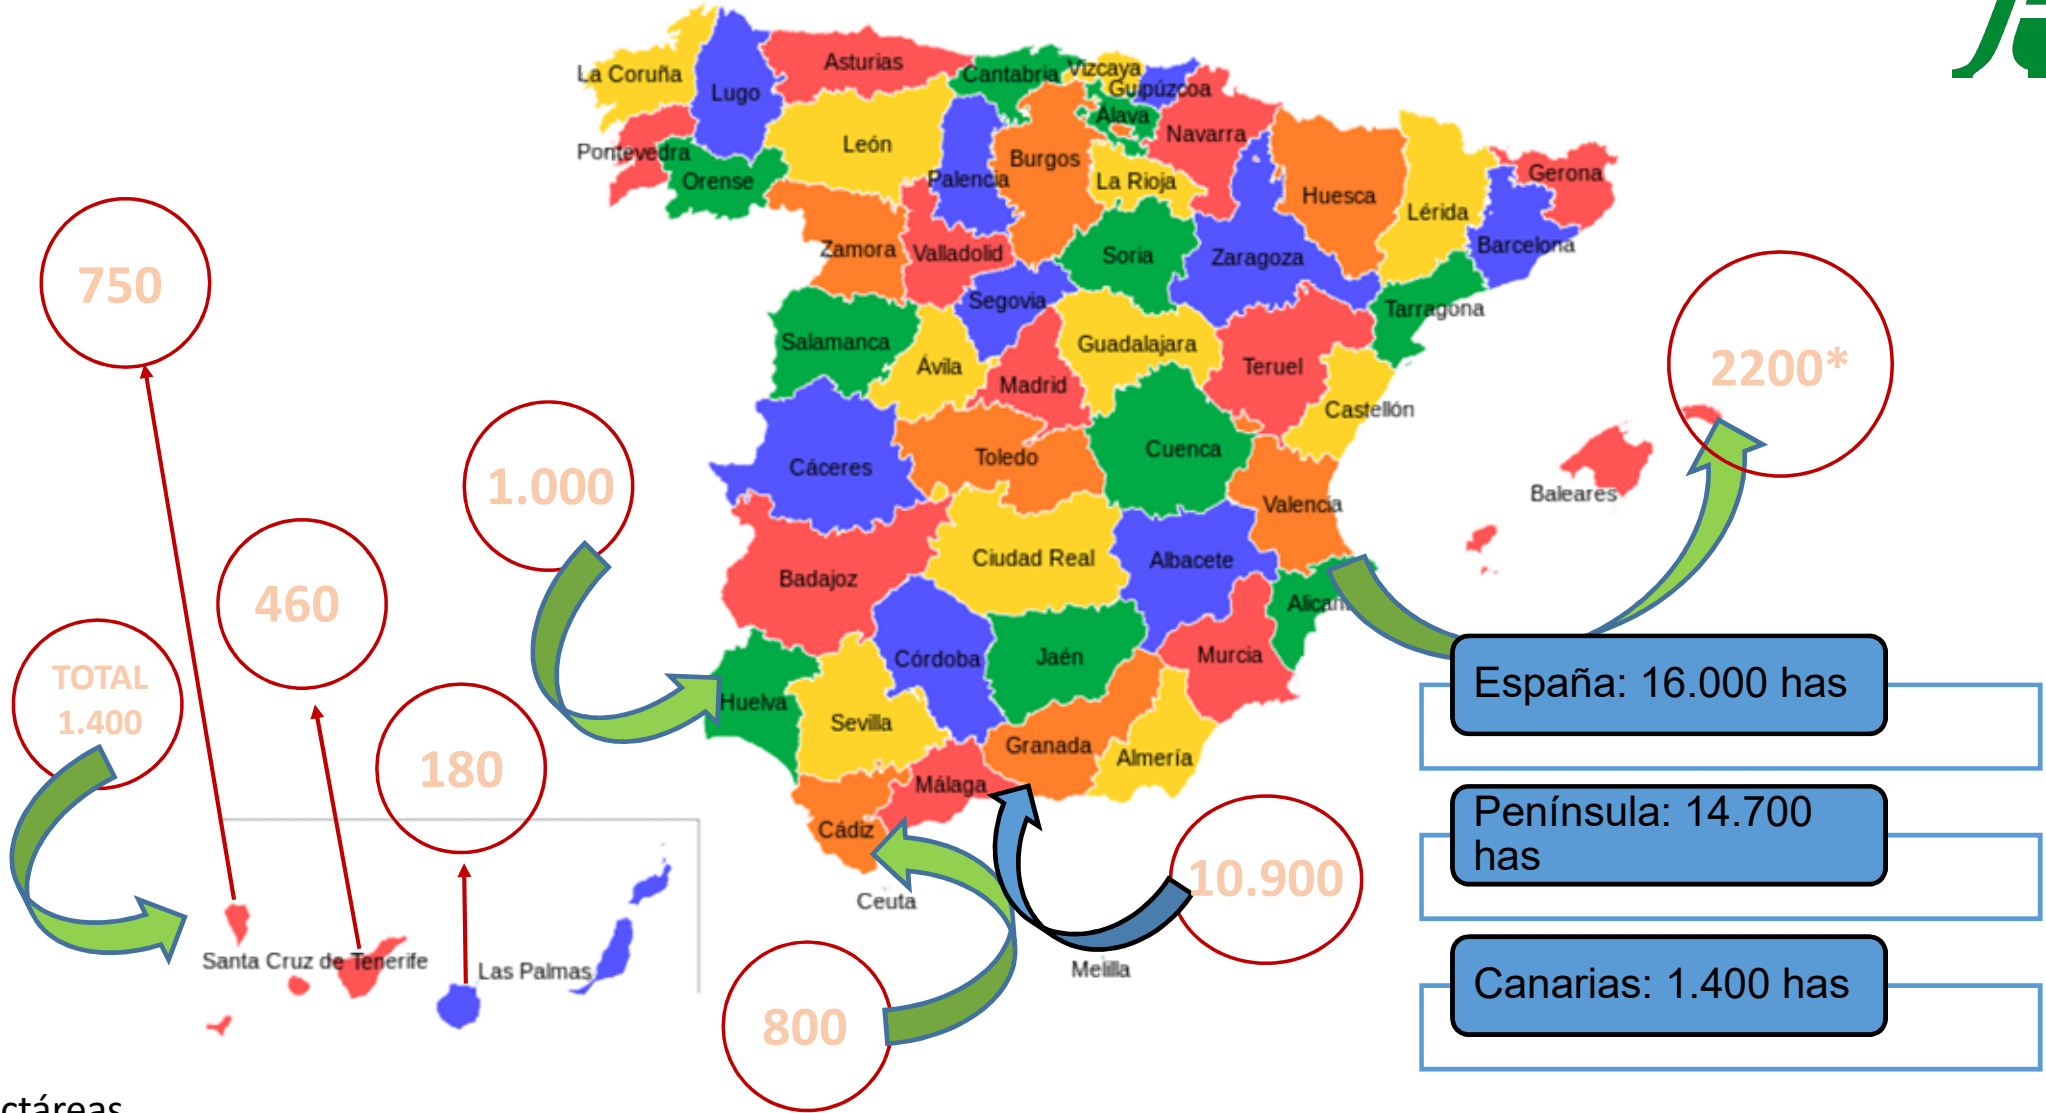 La Coruña
Lugo
Asturias
Cantabria
Vizcaya
Guipúzcoa
Álava
Navarra
Pontevedra
Orense
León
Palencia
Burgos
La Rioja
Huesca
Lérida
Gerona
Barcelona
Zamora
Valladolid
Soria
Zaragoza
Segovia
Tarragona
Salamanca
Ávila
Madrid
Guadalajara
Teruel
Castellón
Cáceres
Toledo
Cuenca
Valencia
Baleares
Badajoz
Ciudad Real
Albacete
Córdoba
Jaén
Murcia
Huelva
Sevilla
Granada
Almería
Málaga
Cádiz
Ceuta
Melilla
Santa Cruz de Tenerife
Las Palmas
750
460
TOTAL
1.400
180
1.000
800
10.900
2200*
España: 16.000 has
Península: 14.700
has
Canarias: 1.400 has